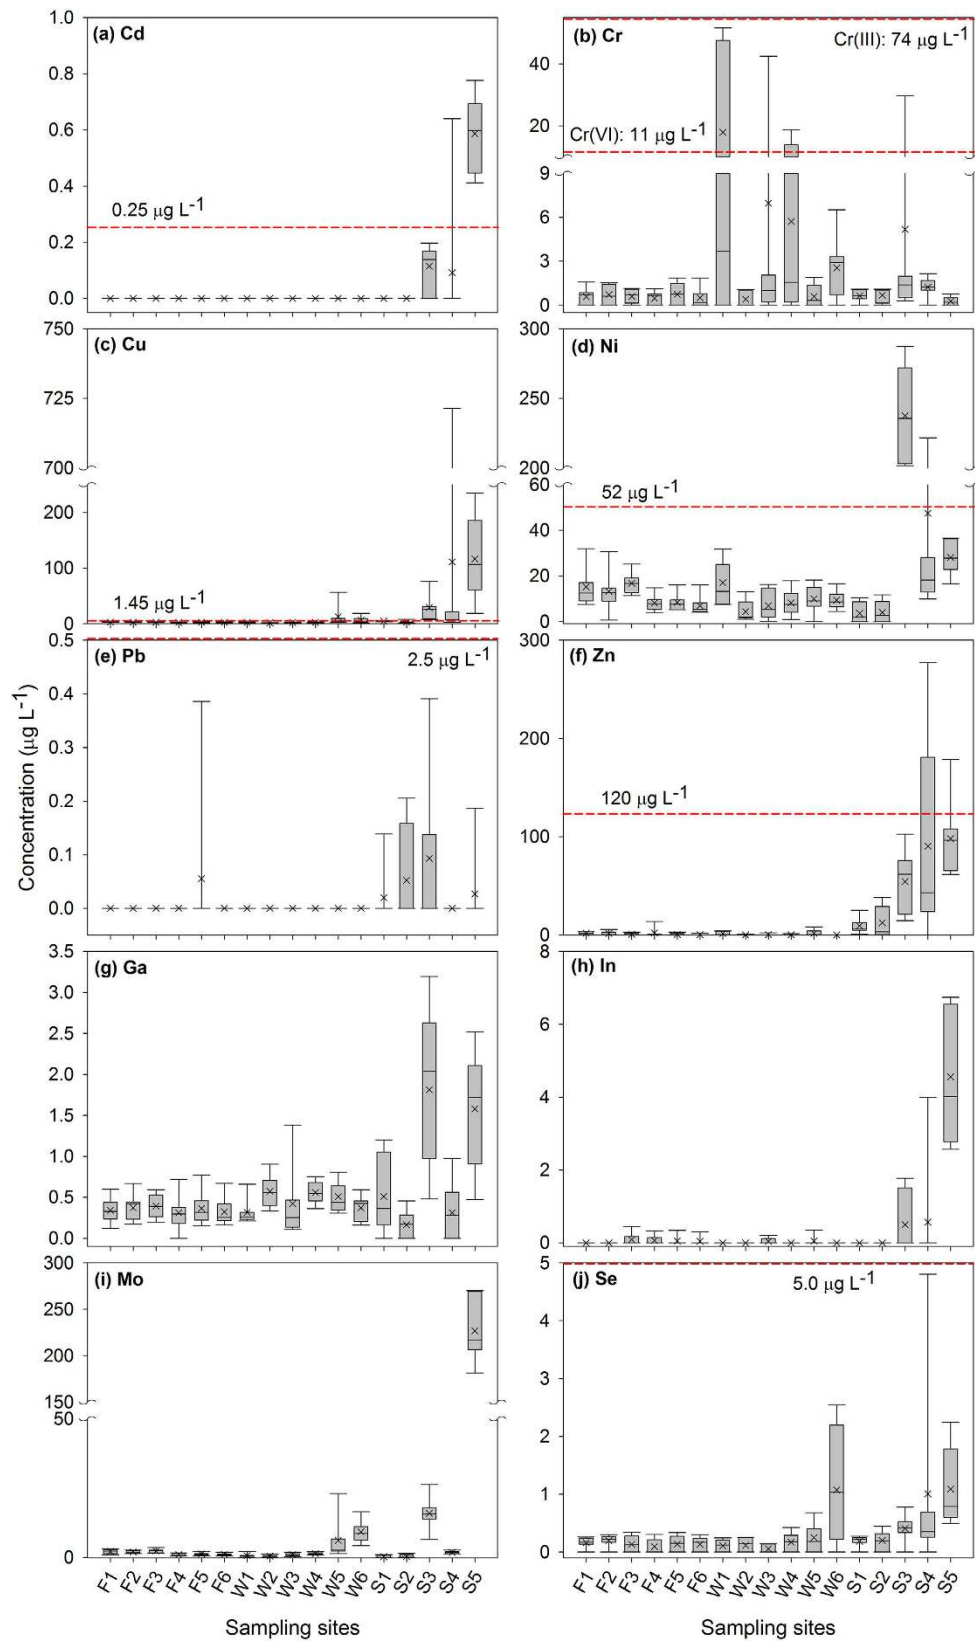 (a) Cd
1.0
0.8
0.6
0.4
0.2
0.0
0.25 μg L⁻¹
(b) Cr
Cr(III): 74 μg L⁻¹
Cr(VI): 11 μg L⁻¹
40
20
9
6
3
0
(c) Cu
750
725
700
200
100
0
1.45 μg L⁻¹
(d) Ni
300
250
200
60
40
20
0
52 μg L⁻¹
(e) Pb
2.5 μg L⁻¹
0.5
0.4
0.3
0.2
0.1
0.0
(f) Zn
300
200
100
0
120 μg L⁻¹
Concentration (μg L⁻¹)
(g) Ga
3.5
3.0
2.5
2.0
1.5
1.0
0.5
0.0
(h) In
8
6
4
2
0
(i) Mo
300
250
200
150
50
0
(j) Se
5.0 μg L⁻¹
5
4
3
2
1
0
F1 F2 F3 F4 F5 F6 W1 W2 W3 W4 W5 W6 S1 S2 S3 S4 S5
F1 F2 F3 F4 F5 F6 W1 W2 W3 W4 W5 W6 S1 S2 S3 S4 S5
Sampling sites
Sampling sites